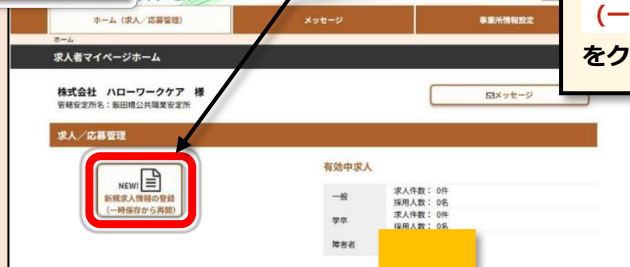 （一
をク
ホーム（求人／応募管理）
メッセージ
事業所情報設定
ホーム
求人者マイページホーム
株式会社　ハローワークケア　様
管轄安定所名：飯田橋公共職業安定所
メッセージ
求人／応募管理
NEW!
新規求人情報の登録
（一時保存から再開）
有効中求人
一般
求人件数： 0件
採用人数： 0名
学卒
求人件数： 0件
採用人数： 0名
障害者